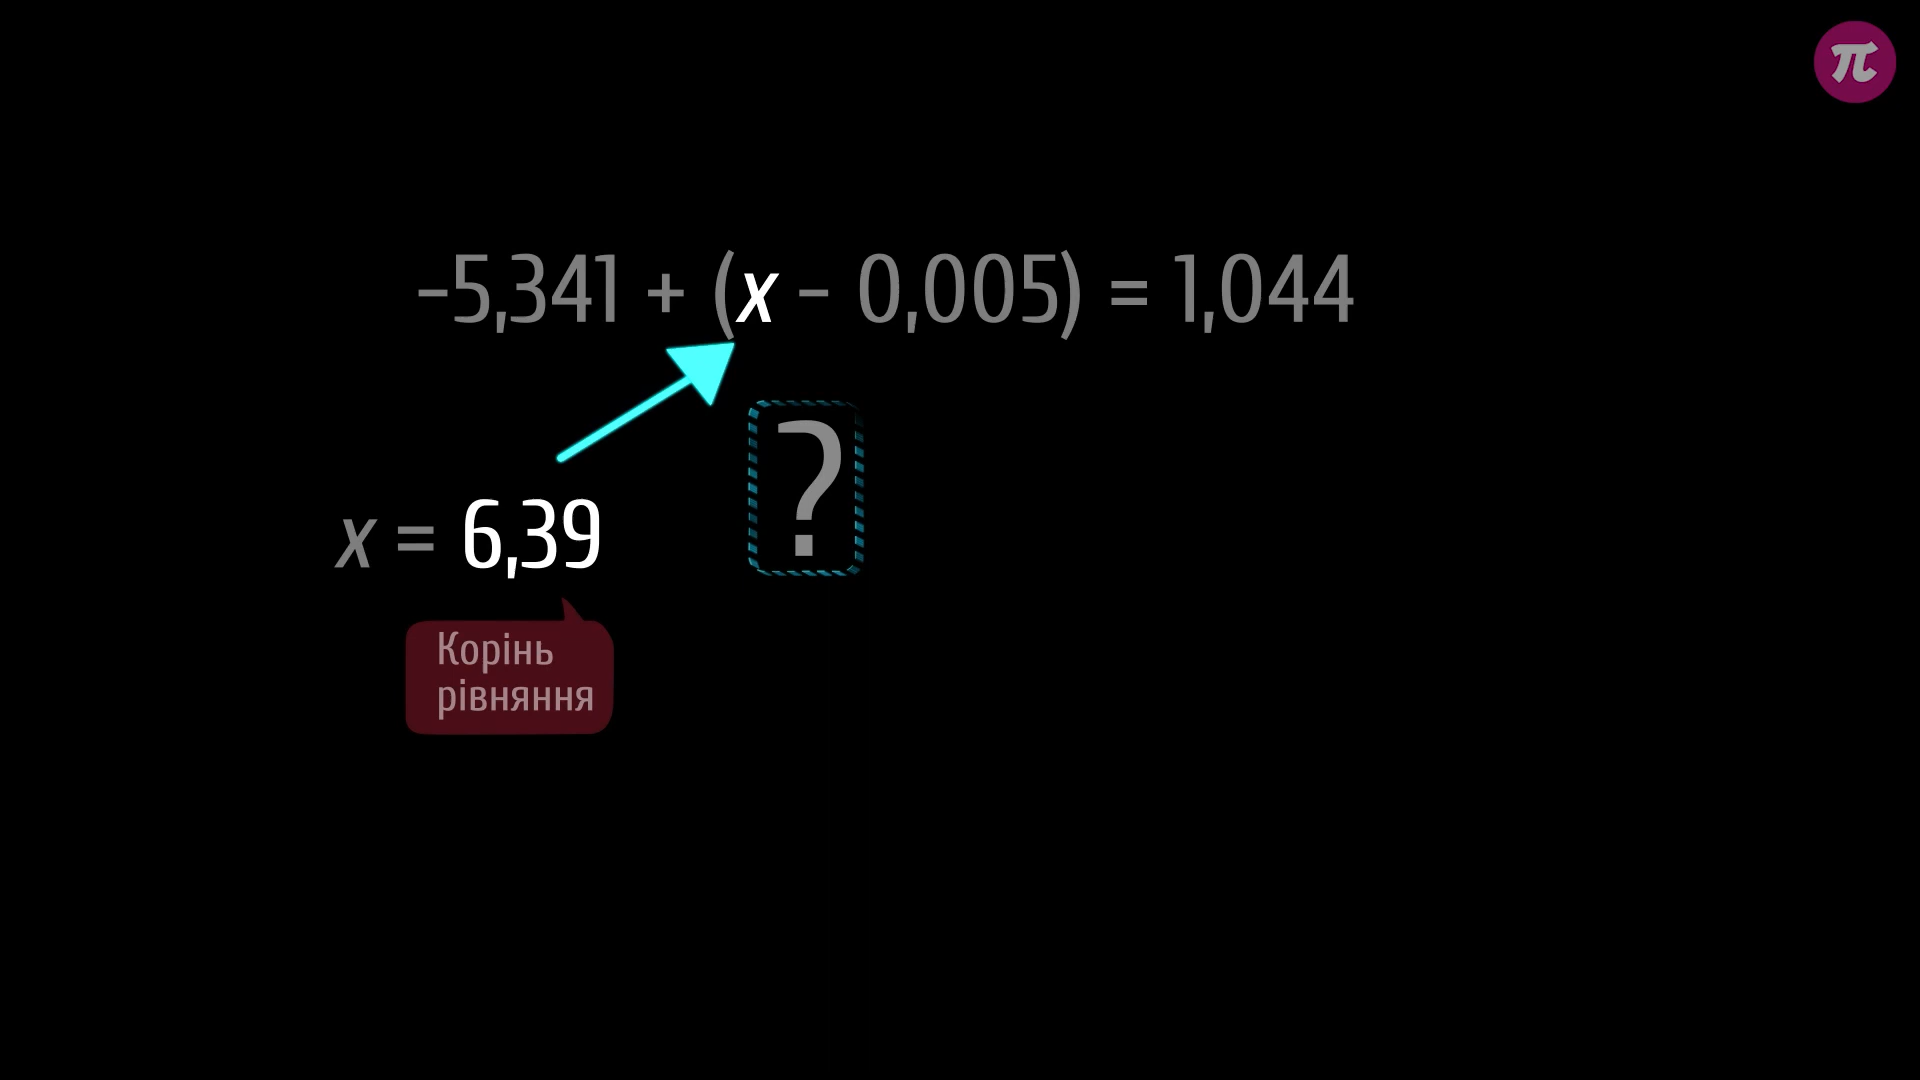 π
–5,341 + (x – 0,005) = 1,044
?
x = 6,39
Корінь
рівняння